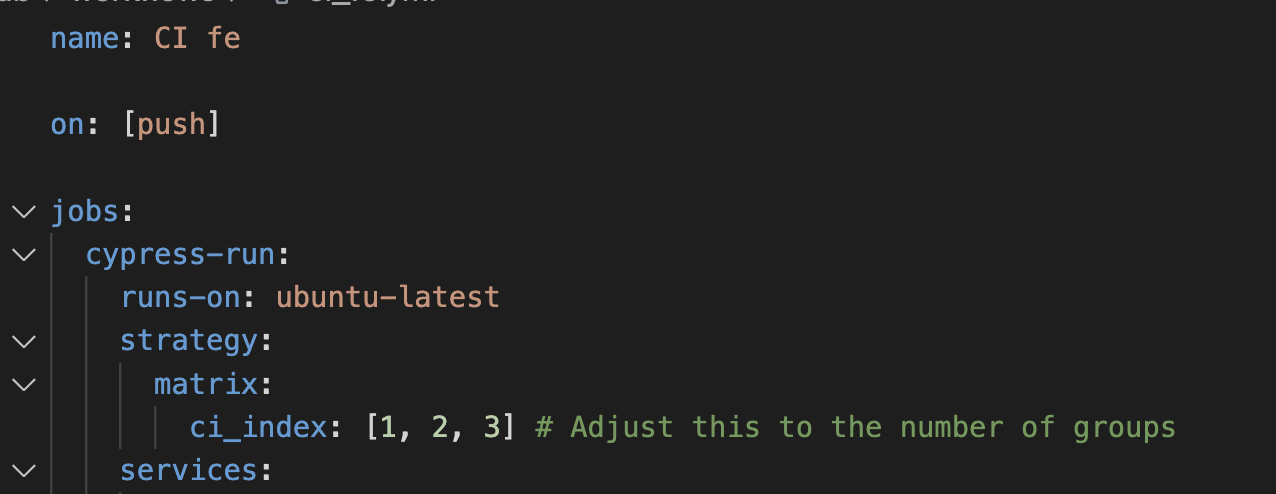 name: CI fe
on: [push]
jobs:
cypress-run:
runs-on: ubuntu-latest
strategy:
matrix:
ci_index: [1, 2, 3] # Adjust this to the number of groups
services: